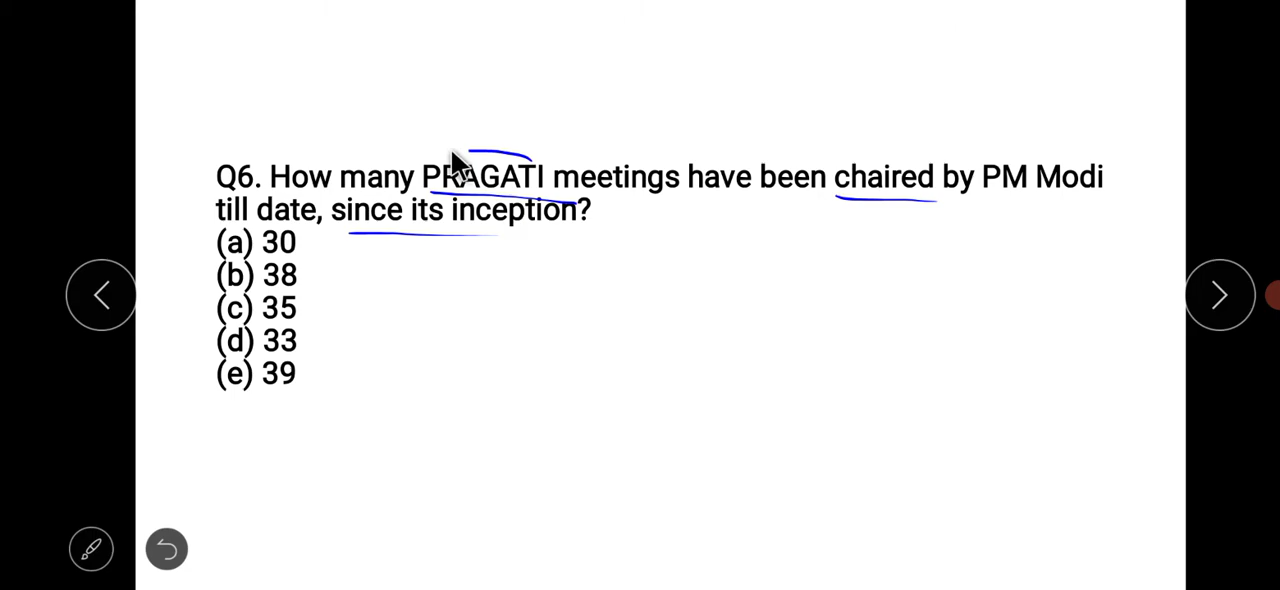 Q6. How many PRAGATI meetings have been chaired by PM Modi
till date, since its inception?
(a) 30
(b) 38
(c) 35
(d) 33
(e) 39